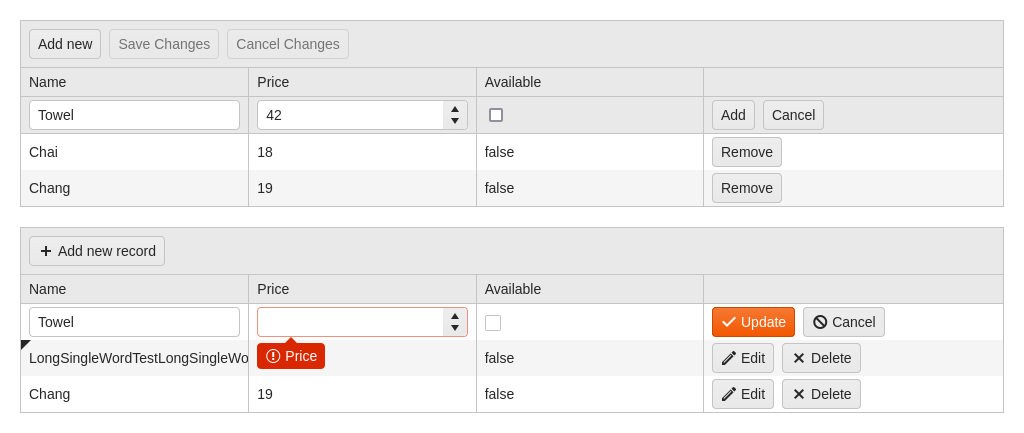 Add new Save Changes Cancel Changes
Name Price Available
Towel 42 Add Cancel
Chai 18 false Remove
Chang 19 false Remove
Add new record
Name Price Available
Towel Update Cancel
LongSingleWordTestLongSingleWo Price false Edit Delete
Chang 19 false Edit Delete